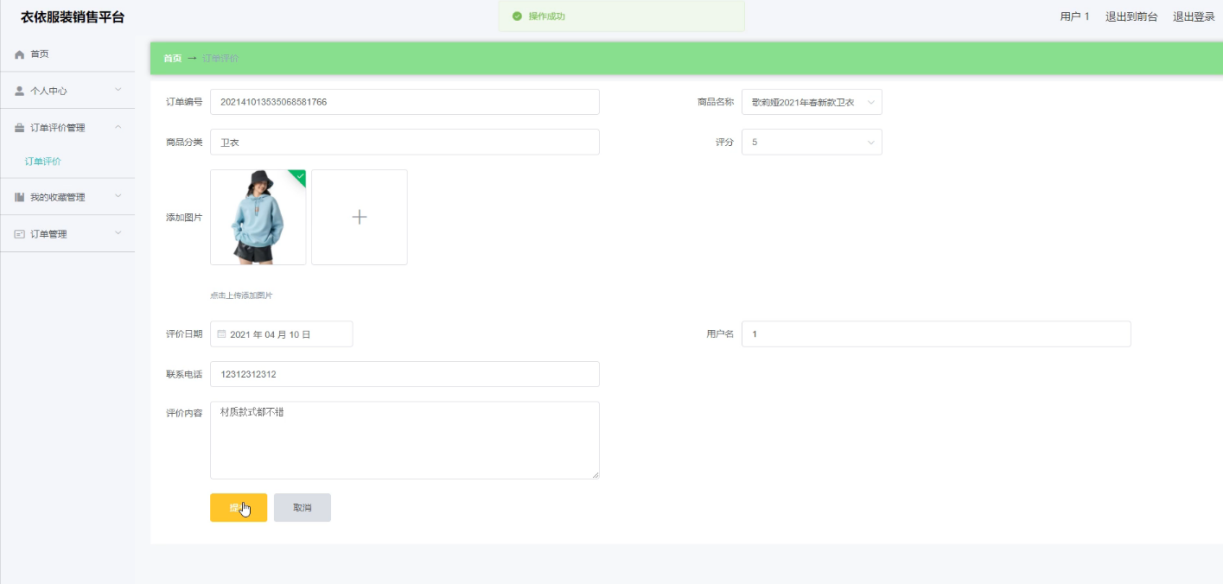 衣依服装销售平台
操作成功
用户 1 退出到前台 退出登录
首页
首页 → 订单评价
个人中心
订单编号 202141013535068581766
商品名称 歌莉娅2021年春新款卫衣
订单评价管理
商品分类 卫衣
评分 5
订单评价
我的收藏管理
添加图片
订单管理
点击上传添加图片
评价日期 2021 年 04 月 10 日
用户名 1
联系电话 12312312312
评价内容 材质款式都不错
取消